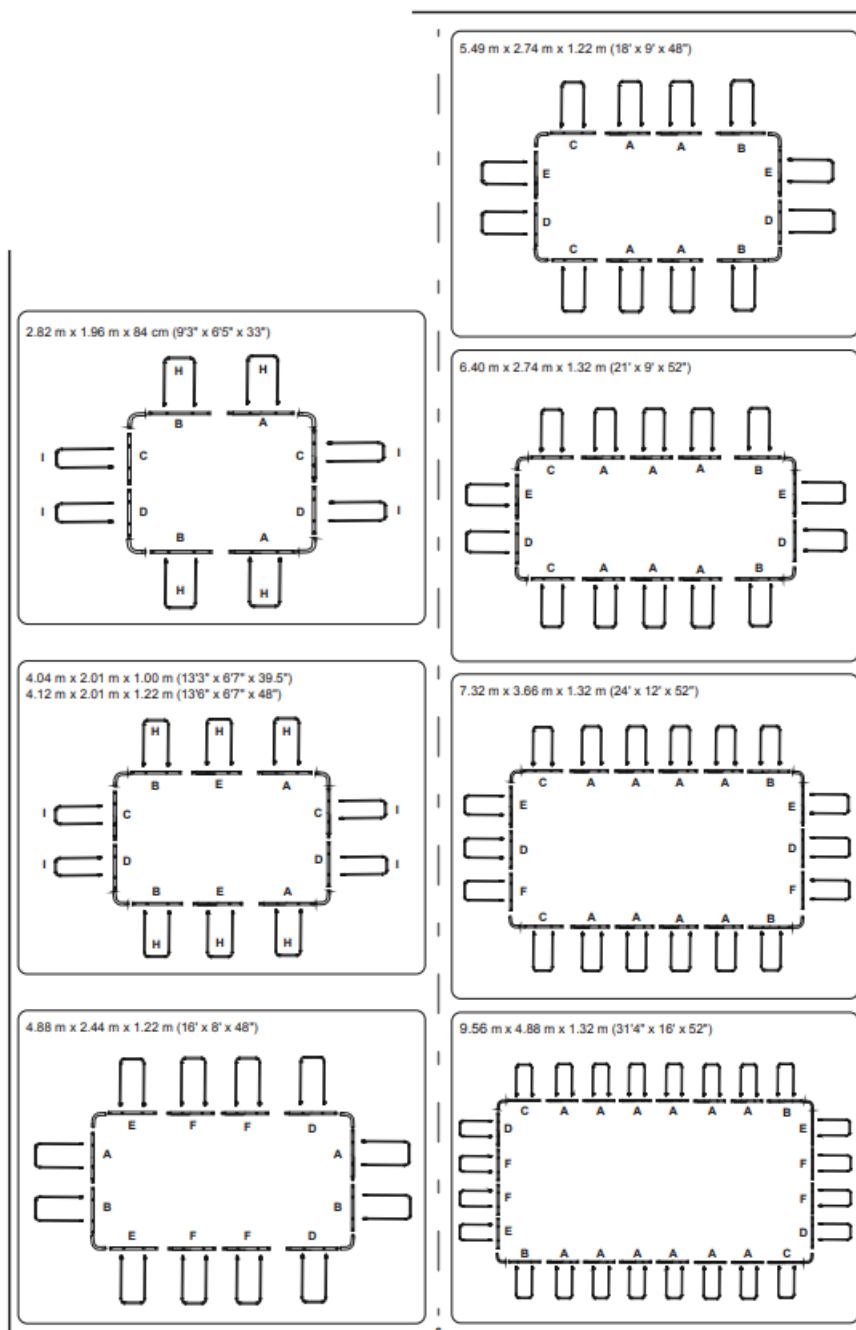 2.82 m x 1.96 m x 84 cm (9'3" x 6'5" x 33")
H H
B A
I C C I
I D D I
B A
H H
4.04 m x 2.01 m x 1.00 m (13'3" x 6'7" x 39.5")
4.12 m x 2.01 m x 1.22 m (13'6" x 6'7" x 48")
H H H
B E A
I C C I
I D D I
B E A
H H H
4.88 m x 2.44 m x 1.22 m (16' x 8' x 48")
E F F D
A A
B B
E F F D
5.49 m x 2.74 m x 1.22 m (18' x 9' x 48")
C A A B
E E
D D
C A A B
6.40 m x 2.74 m x 1.32 m (21' x 9' x 52")
C A A A B
E E
D D
C A A A B
7.32 m x 3.66 m x 1.32 m (24' x 12' x 52")
C A A A A B
E E
D D
F F
C A A A A B
9.56 m x 4.88 m x 1.32 m (31'4" x 16' x 52")
C A A A A A A B
D E
F F
F F
E D
B A A A A A A C